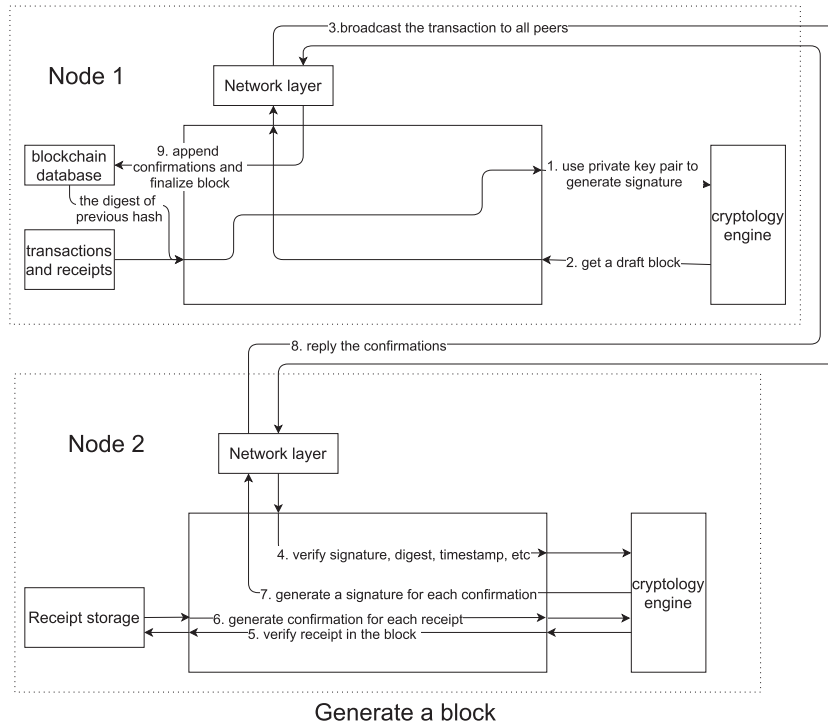 3.broadcast the transaction to all peers
Node 1
Network layer
9. append
confirmations and
finalize block
blockchain
database
1. use private key pair to
generate signature
the digest of
previous hash
cryptology
engine
transactions
and receipts
2. get a draft block
8. reply the confirmations
Node 2
Network layer
4. verify signature, digest, timestamp, etc
cryptology
engine
7. generate a signature for each confirmation
Receipt storage
6. generate confirmation for each receipt
5. verify receipt in the block
Generate a block